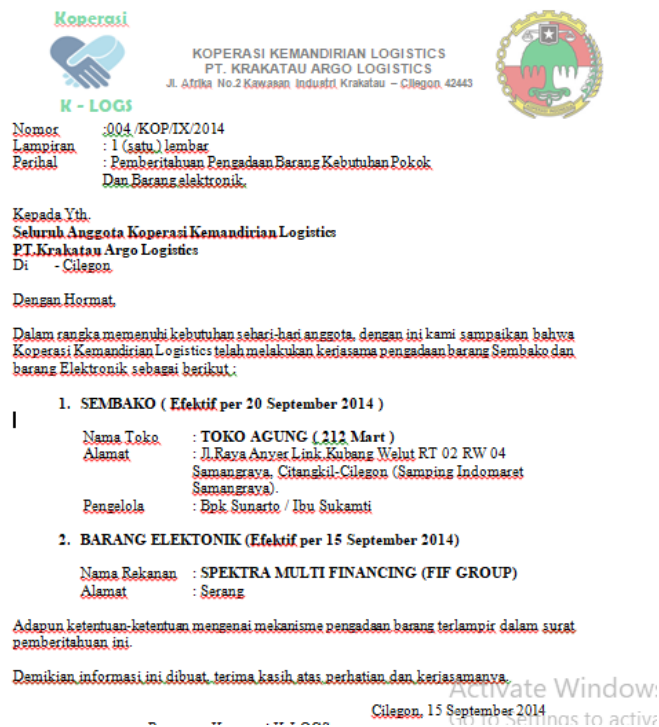 Koperasi
K - LOGS
KOPERASI KEMANDIRIAN LOGISTICS
PT. KRAKATAU ARGO LOGISTICS
Jl. Afrika No.2 Kawasan Industri Krakatau – Cilegon 42443
Nomor :004 /KOP/IX/2014
Lampiran : 1 (satu) lembar
Perihal : Pemberitahuan Pengadaan Barang Kebutuhan Pokok
Dan Barang elektronik.
Kepada Yth.
Seluruh Anggota Koperasi Kemandirian Logistics
PT.Krakatau Argo Logistics
Di - Cilegon
Dengan Hormat,
Dalam rangka memenuhi kebutuhan sehari-hari anggota, dengan ini kami sampaikan bahwa
Koperasi Kemandirian Logistics telah melakukan kerjasama pengadaan barang Sembako dan
barang Elektronik sebagai berikut ;
1. SEMBAKO ( Efektif per 20 September 2014 )
Nama Toko : TOKO AGUNG ( 212 Mart )
Alamat : Jl.Raya Anyer Link.Kubang Welut RT 02 RW 04
Samangraya, Citangkil-Cilegon (Samping Indomaret
Samangraya).
Pengelola : Bpk Sunarto / Ibu Sukamti
2. BARANG ELEKTONIK (Efektif per 15 September 2014)
Nama Rekanan : SPEKTRA MULTI FINANCING (FIF GROUP)
Alamat : Serang
Adapun ketentuan-ketentuan mengenai mekanisme pengadaan barang terlampir dalam surat
pemberitahuan ini.
Demikian informasi ini dibuat, terima kasih atas perhatian dan kerjasamanya.
Activate Windows
Cilegon, 15 September 2014
Go to Settings to activa